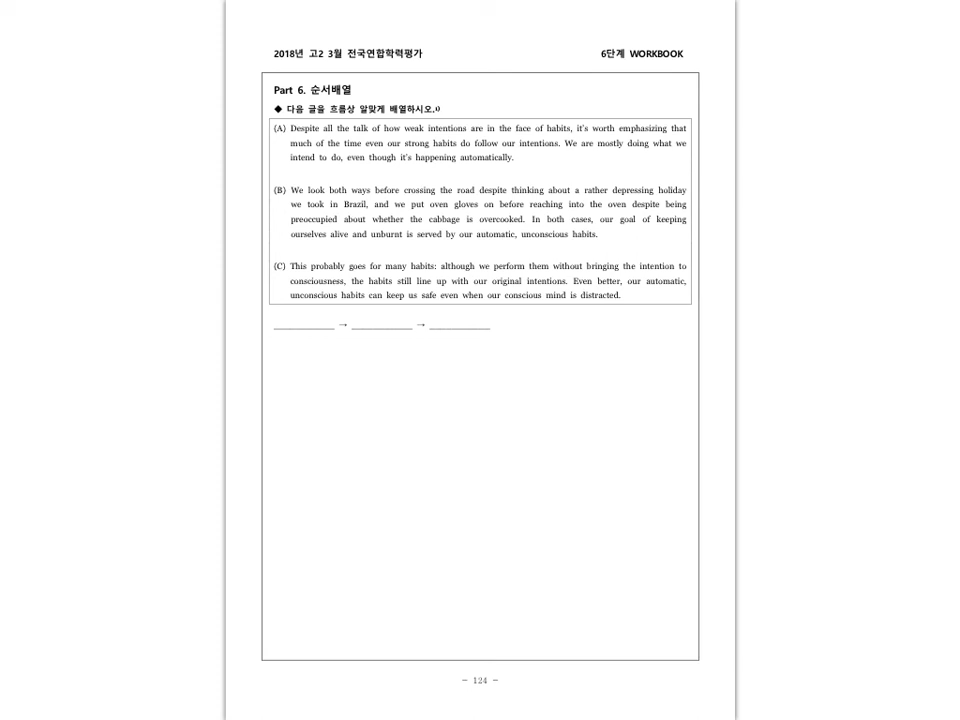 2018년 고2 3월 전국연합학력평가 6단계 WORKBOOK
Part 6. 순서배열
◆ 다음 글을 흐름상 알맞게 배열하시오.1)
(A) Despite all the talk of how weak intentions are in the face of habits, it's worth emphasizing that
much of the time even our strong habits do follow our intentions. We are mostly doing what we
intend to do, even though it's happening automatically.
(B) We look both ways before crossing the road despite thinking about a rather depressing holiday
we took in Brazil, and we put oven gloves on before reaching into the oven despite being
preoccupied about whether the cabbage is overcooked. In both cases, our goal of keeping
ourselves alive and unburnt is served by our automatic, unconscious habits.
(C) This probably goes for many habits: although we perform them without bringing the intention to
consciousness, the habits still line up with our original intentions. Even better, our automatic,
unconscious habits can keep us safe even when our conscious mind is distracted.
____________ → ____________ → ____________
- 124 -